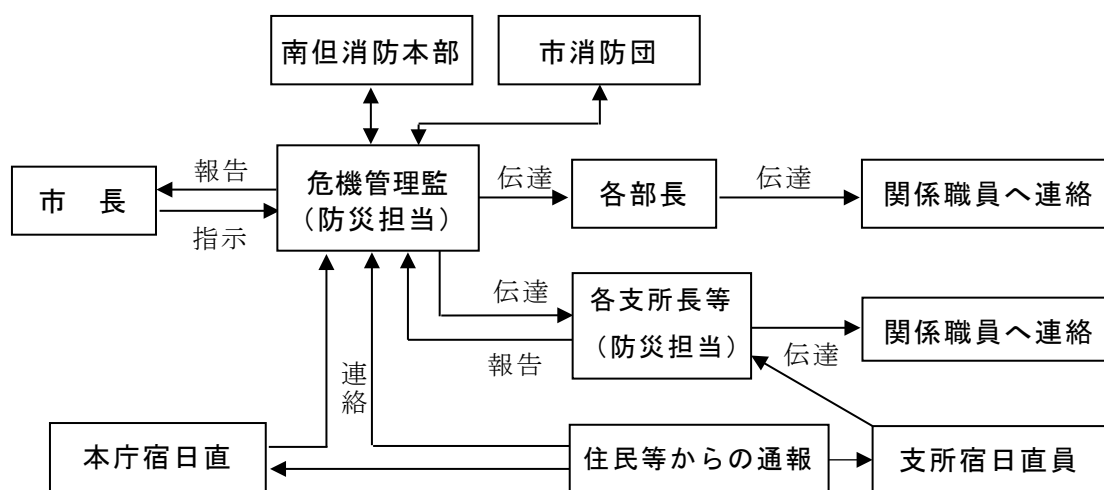 南但消防本部
市消防団
市　長
報告
指示
危機管理監
（防災担当）
伝達
各部長
伝達
関係職員へ連絡
伝達
報告
各支所長等
（防災担当）
伝達
関係職員へ連絡
連絡
本庁宿日直
住民等からの通報
支所宿日直員